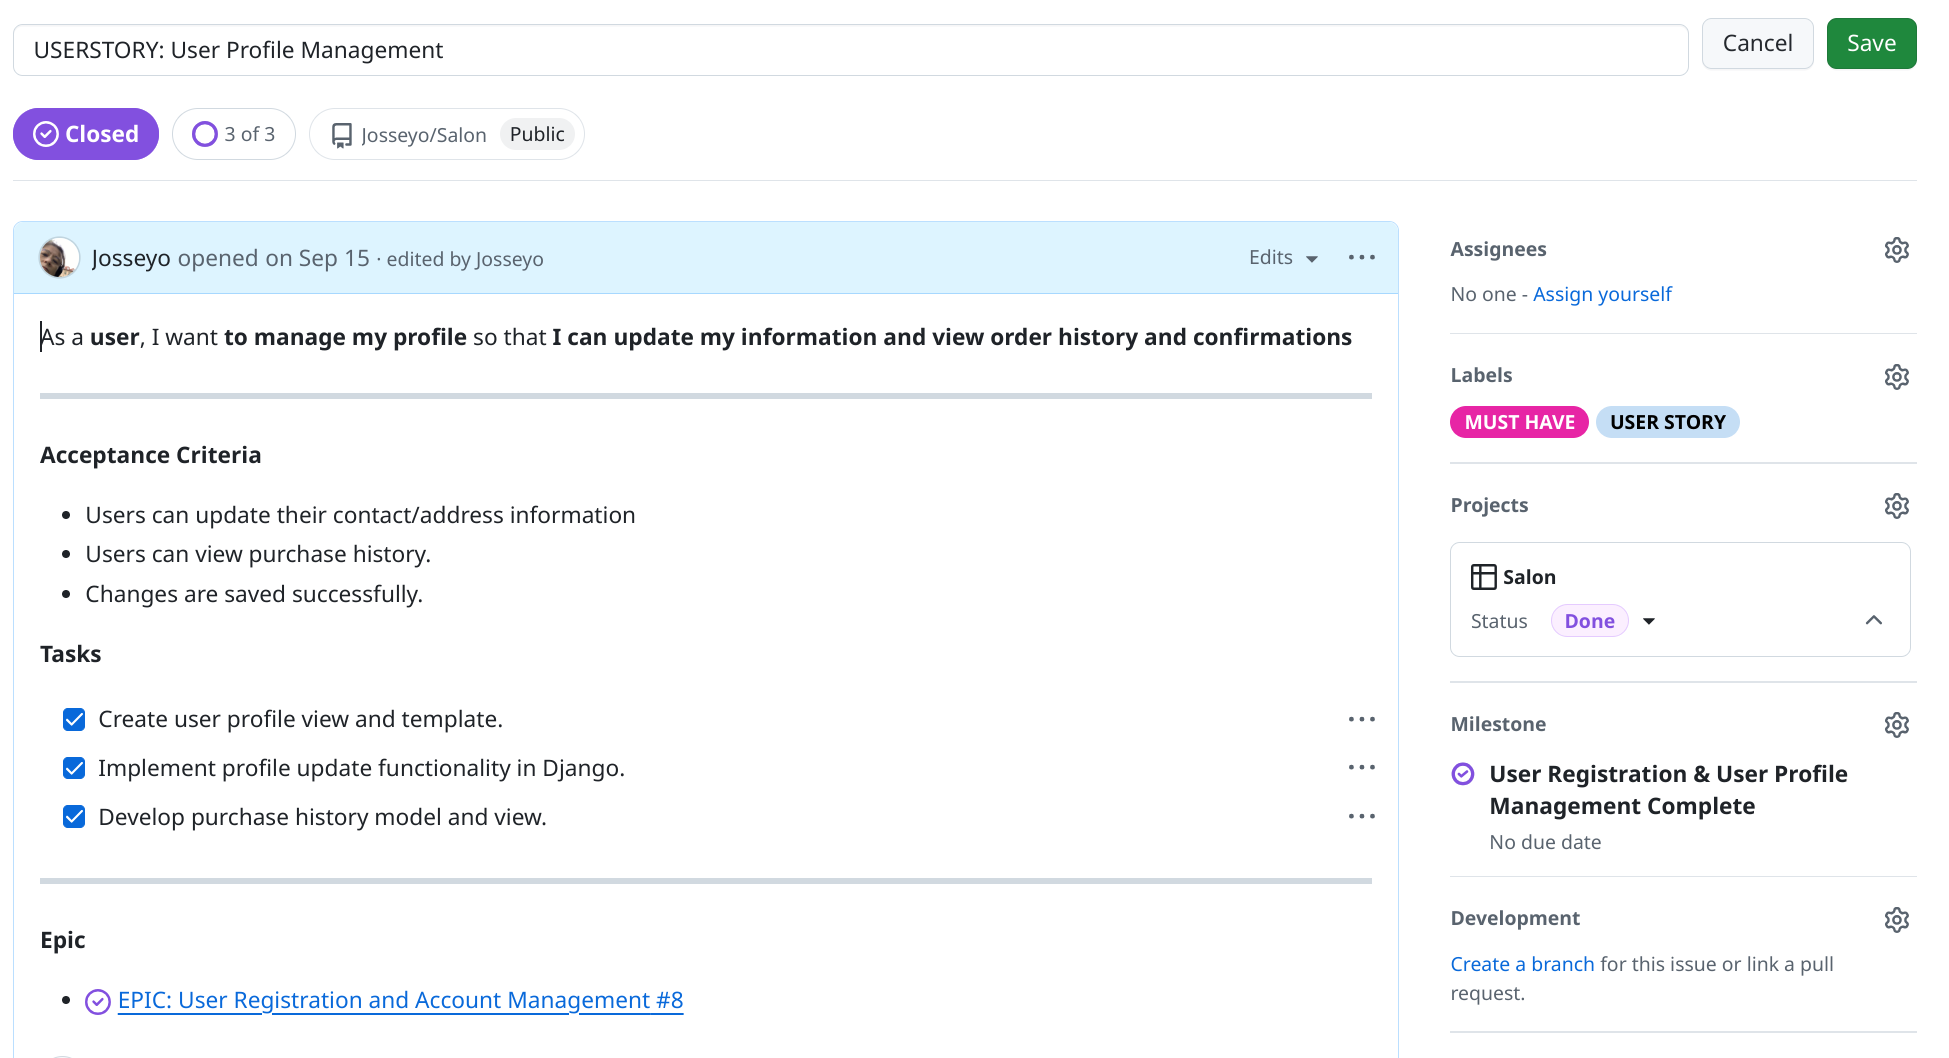 USERSTORY: User Profile Management
Cancel
Save
Closed
3 of 3
Josseyo/Salon
Public
Josseyo opened on Sep 15 · edited by Josseyo
Edits
As a user, I want to manage my profile so that I can update my information and view order history and confirmations
Acceptance Criteria
• Users can update their contact/address information
• Users can view purchase history.
• Changes are saved successfully.
Tasks
Create user profile view and template.
Implement profile update functionality in Django.
Develop purchase history model and view.
Epic
• EPIC: User Registration and Account Management #8
Assignees
No one - Assign yourself
Labels
MUST HAVE
USER STORY
Projects
Salon
Status
Done
Milestone
User Registration & User Profile
Management Complete
No due date
Development
Create a branch for this issue or link a pull
request.